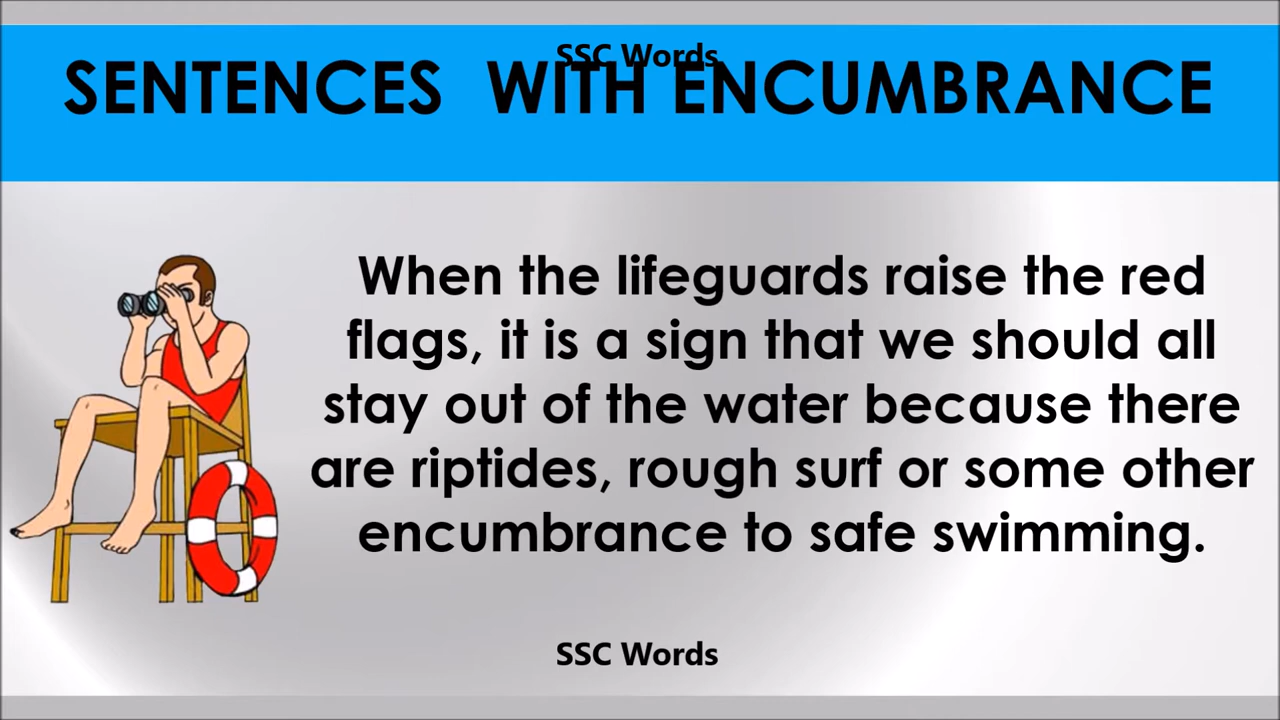 SSC Words
SENTENCES WITH ENCUMBRANCE
When the lifeguards raise the red
flags, it is a sign that we should all
stay out of the water because there
are riptides, rough surf or some other
encumbrance to safe swimming.
SSC Words